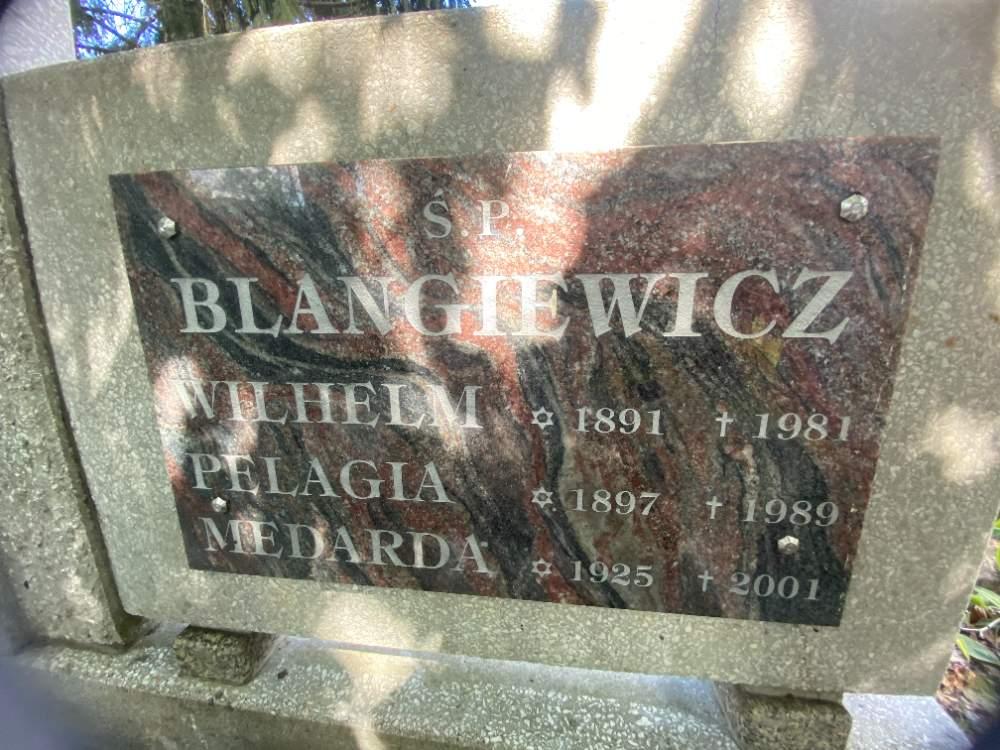 Ś.P.
BLANGIEWICZ
WILHELM ✡ 1891 † 1981
PELAGIA ✡ 1897 † 1989
MEDARDA ✡ 1925 † 2001